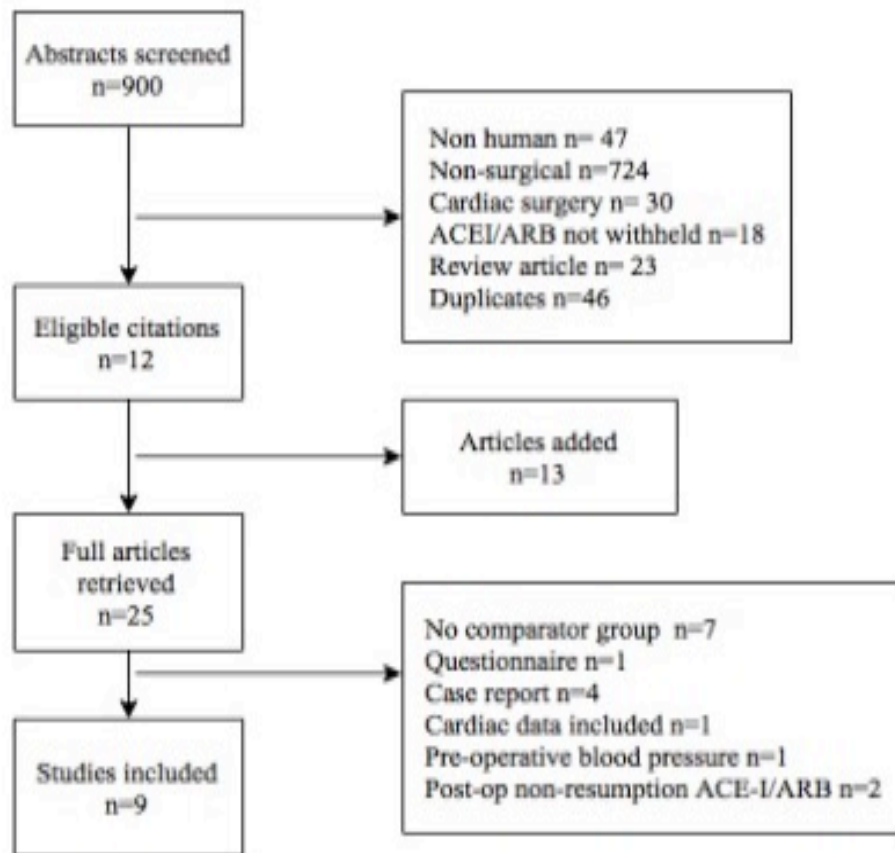 Abstracts screened
n=900
Non human n= 47
Non-surgical n=724
Cardiac surgery n= 30
ACEI/ARB not withheld n=18
Review article n= 23
Duplicates n=46
Eligible citations
n=12
Articles added
n=13
Full articles
retrieved
n=25
No comparator group n=7
Questionnaire n=1
Case report n=4
Cardiac data included n=1
Pre-operative blood pressure n=1
Post-op non-resumption ACE-I/ARB n=2
Studies included
n=9